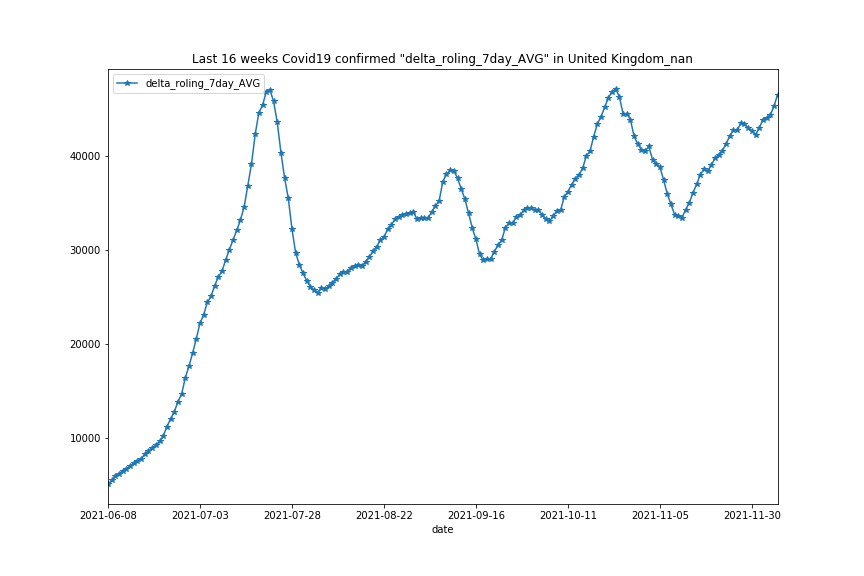 Last 16 weeks Covid19 confirmed "delta_roling_7day_AVG" in United Kingdom_nan
delta_roling_7day_AVG
40000
30000
20000
10000
2021-06-08 2021-07-03 2021-07-28 2021-08-22 2021-09-16 2021-10-11 2021-11-05 2021-11-30
date